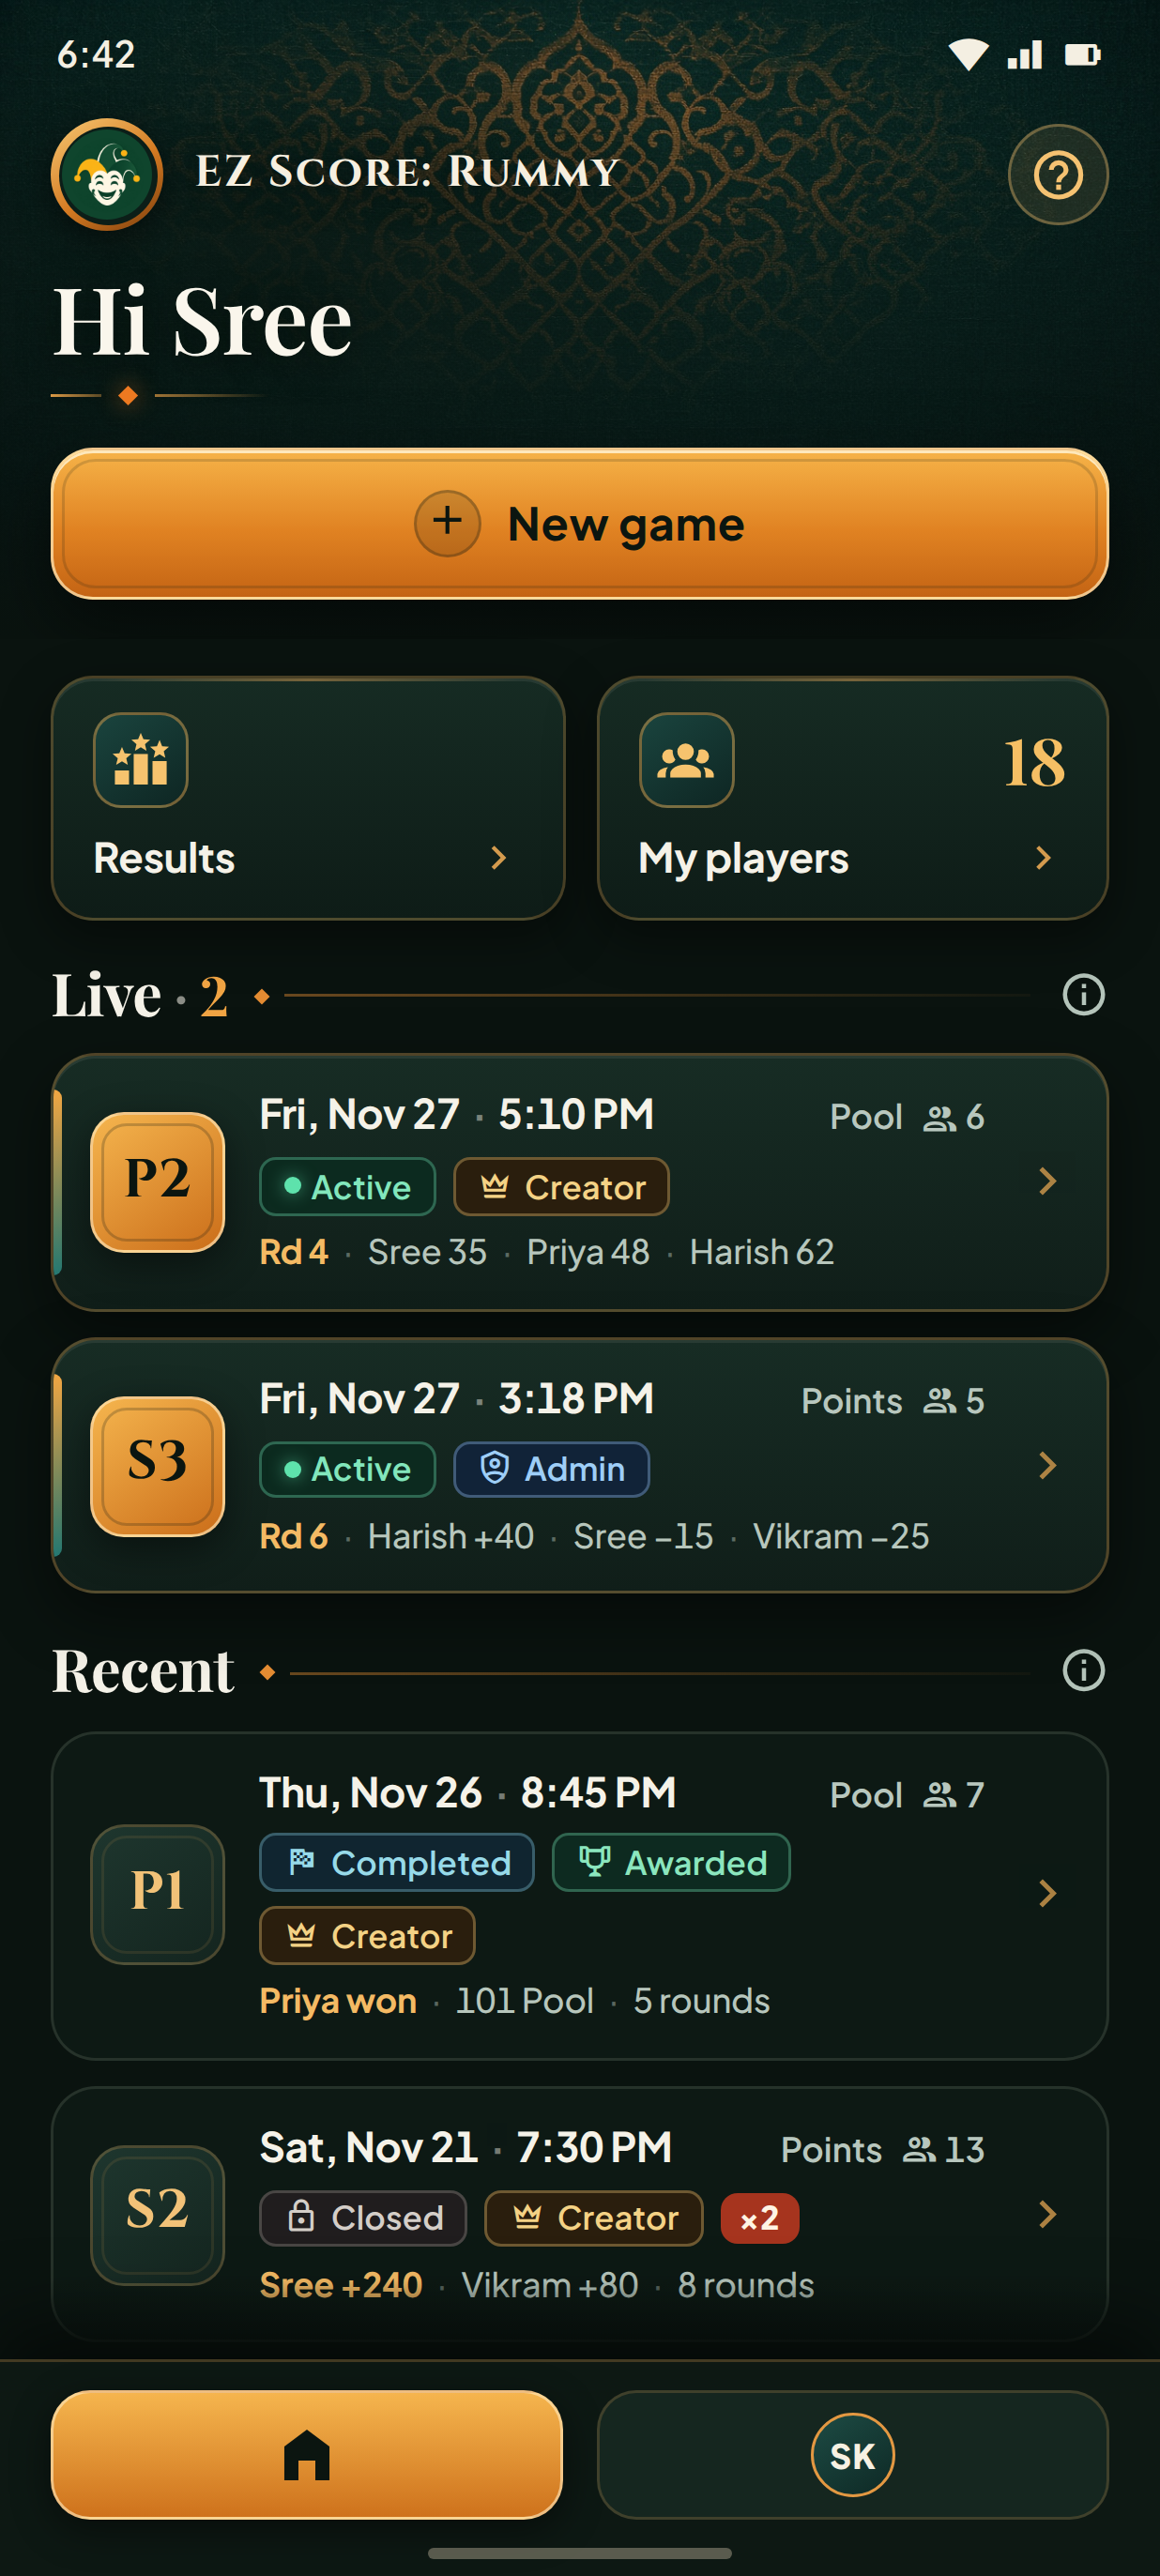 6:42
EZ Score: Rummy
Hi Sree
New game
18
Results
My players
Live · 2
P2
Fri, Nov 27 · 5:10 PM
Pool 6
Active
Creator
Rd 4 · Sree 35 · Priya 48 · Harish 62
S3
Fri, Nov 27 · 3:18 PM
Points 5
Active
Admin
Rd 6 · Harish +40 · Sree −15 · Vikram −25
Recent
P1
Thu, Nov 26 · 8:45 PM
Pool 7
Completed
Awarded
Creator
Priya won · 101 Pool · 5 rounds
S2
Sat, Nov 21 · 7:30 PM
Points 13
Closed
Creator
×2
Sree +240 · Vikram +80 · 8 rounds
SK